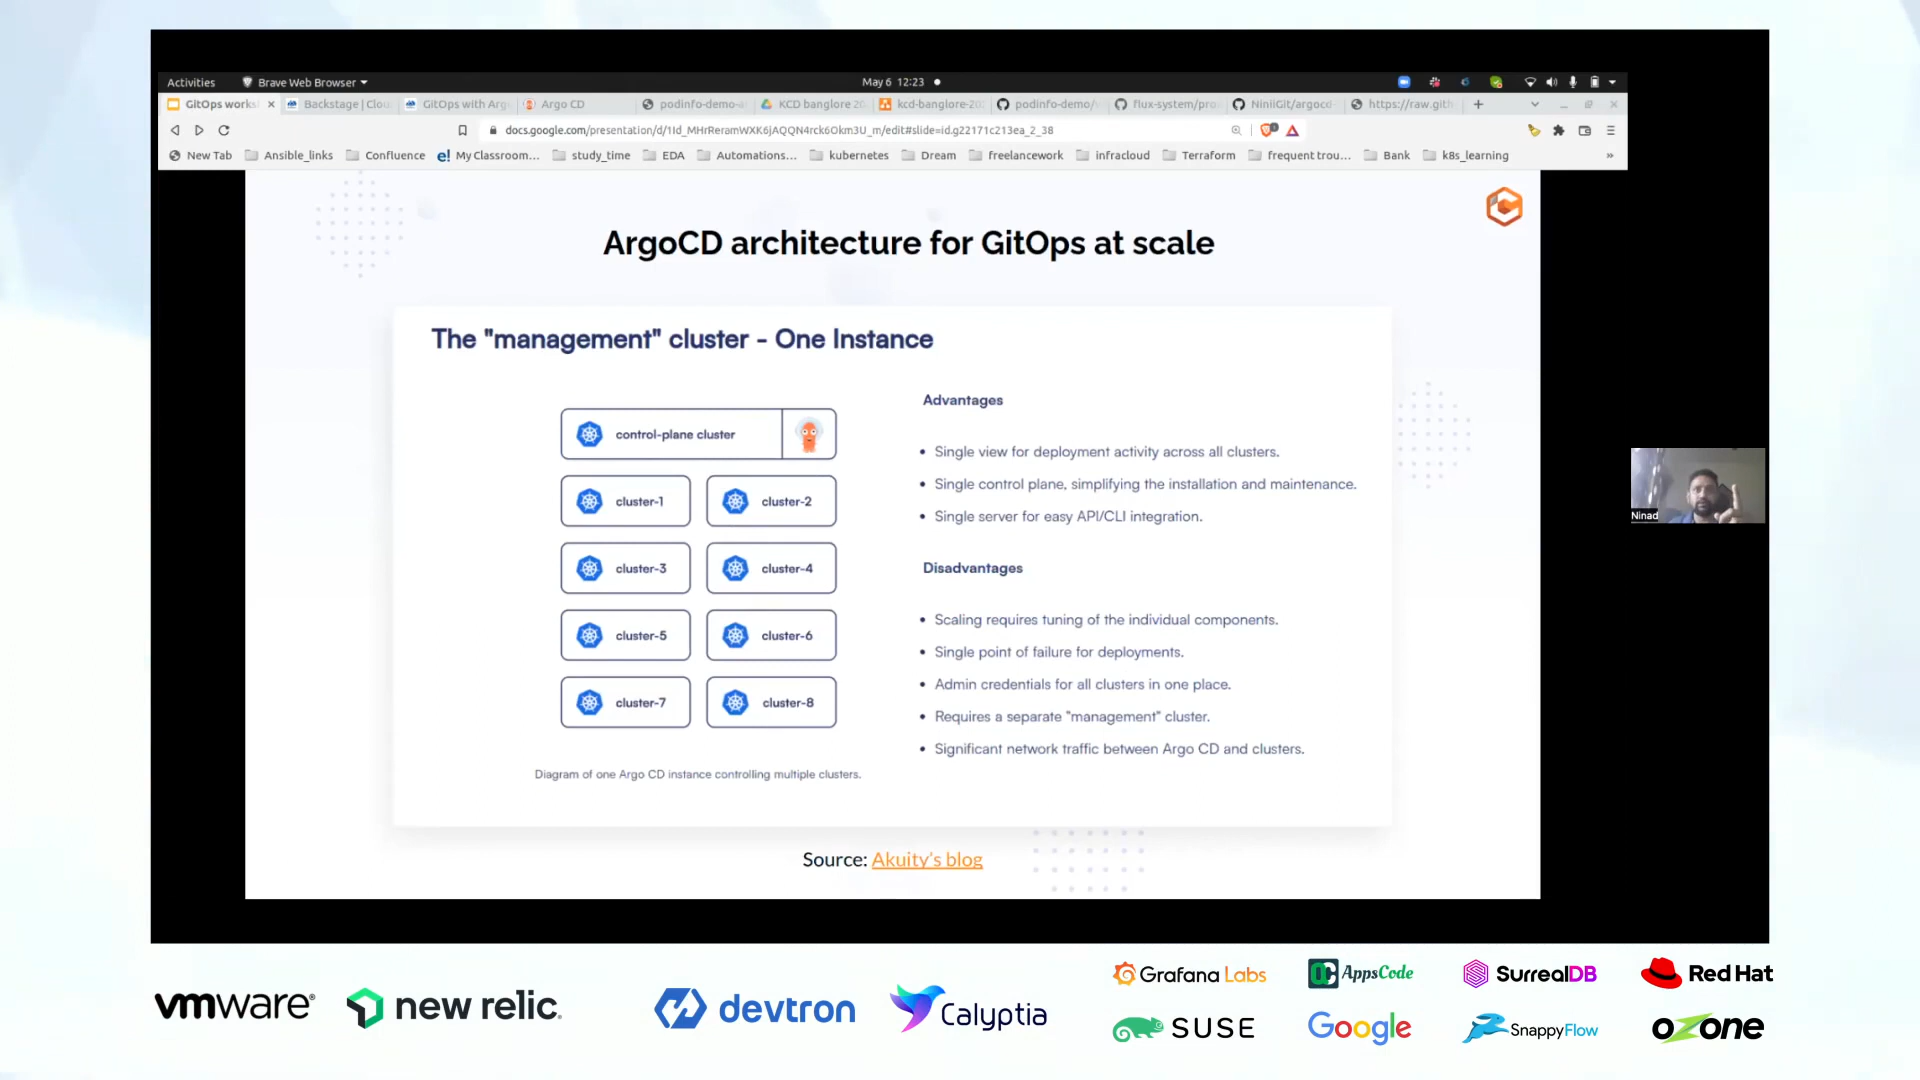 Activities
Brave Web Browser
May 6 12:23
GitOps works
Backstage | Clou
GitOps with Arg
Argo CD
podinfo-demo-a
KCD banglore 20
kcd-banglore-20
podinfo-demo/
flux-system/pro
NiniiGit/argocd
https://raw.gith
docs.google.com/presentation/d/1Id_MHrReramWXK6jAQQN4rck6Okm3U_m/edit#slide=id.g22171c213ea_2_38
New Tab
Ansible_links
Confluence
e! My Classroom...
study_time
EDA
Automations...
kubernetes
Dream
freelancework
infracloud
Terraform
frequent trou...
Bank
k8s_learning
»
ArgoCD architecture for GitOps at scale
The "management" cluster - One Instance
control-plane cluster
cluster-1
cluster-2
cluster-3
cluster-4
cluster-5
cluster-6
cluster-7
cluster-8
Diagram of one Argo CD instance controlling multiple clusters.
Advantages
• Single view for deployment activity across all clusters.
• Single control plane, simplifying the installation and maintenance.
• Single server for easy API/CLI integration.
Disadvantages
• Scaling requires tuning of the individual components.
• Single point of failure for deployments.
• Admin credentials for all clusters in one place.
• Requires a separate "management" cluster.
• Significant network traffic between Argo CD and clusters.
Source: Akuity's blog
Ninad
vmware®
new relic.
devtron
Calyptia
Grafana Labs
AppsCode
SurrealDB
Red Hat
SUSE
Google
SnappyFlow
ozone